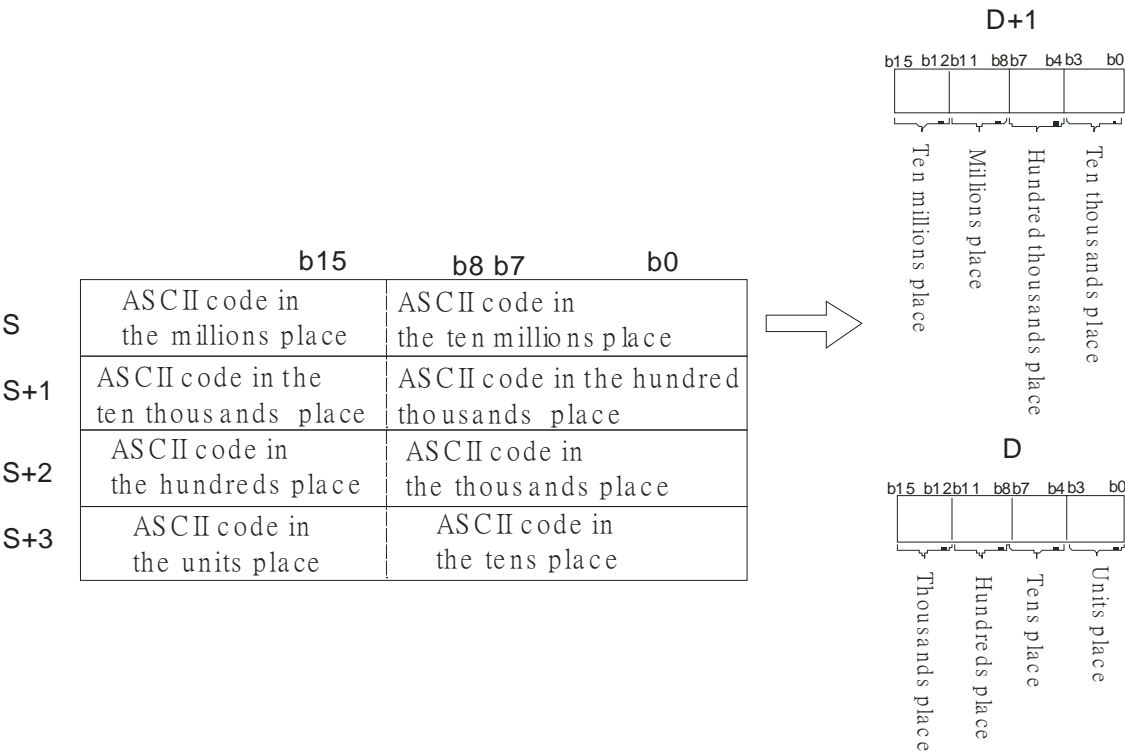 D+1
b15 b12 b11 b8 b7 b4 b3 b0
Ten millions place
Millions place
Hundred thousands place
Ten thousands place
b15 b8 b7 b0
S
ASCII code in
the millions place
ASCII code in
the ten millions place
S+1
ASCII code in the
ten thousands place
ASCII code in the hundred
thousands place
S+2
ASCII code in
the hundreds place
ASCII code in
the thousands place
S+3
ASCII code in
the units place
ASCII code in
the tens place
D
b15 b12 b11 b8 b7 b4 b3 b0
Thousands place
Hundreds place
Tens place
Units place